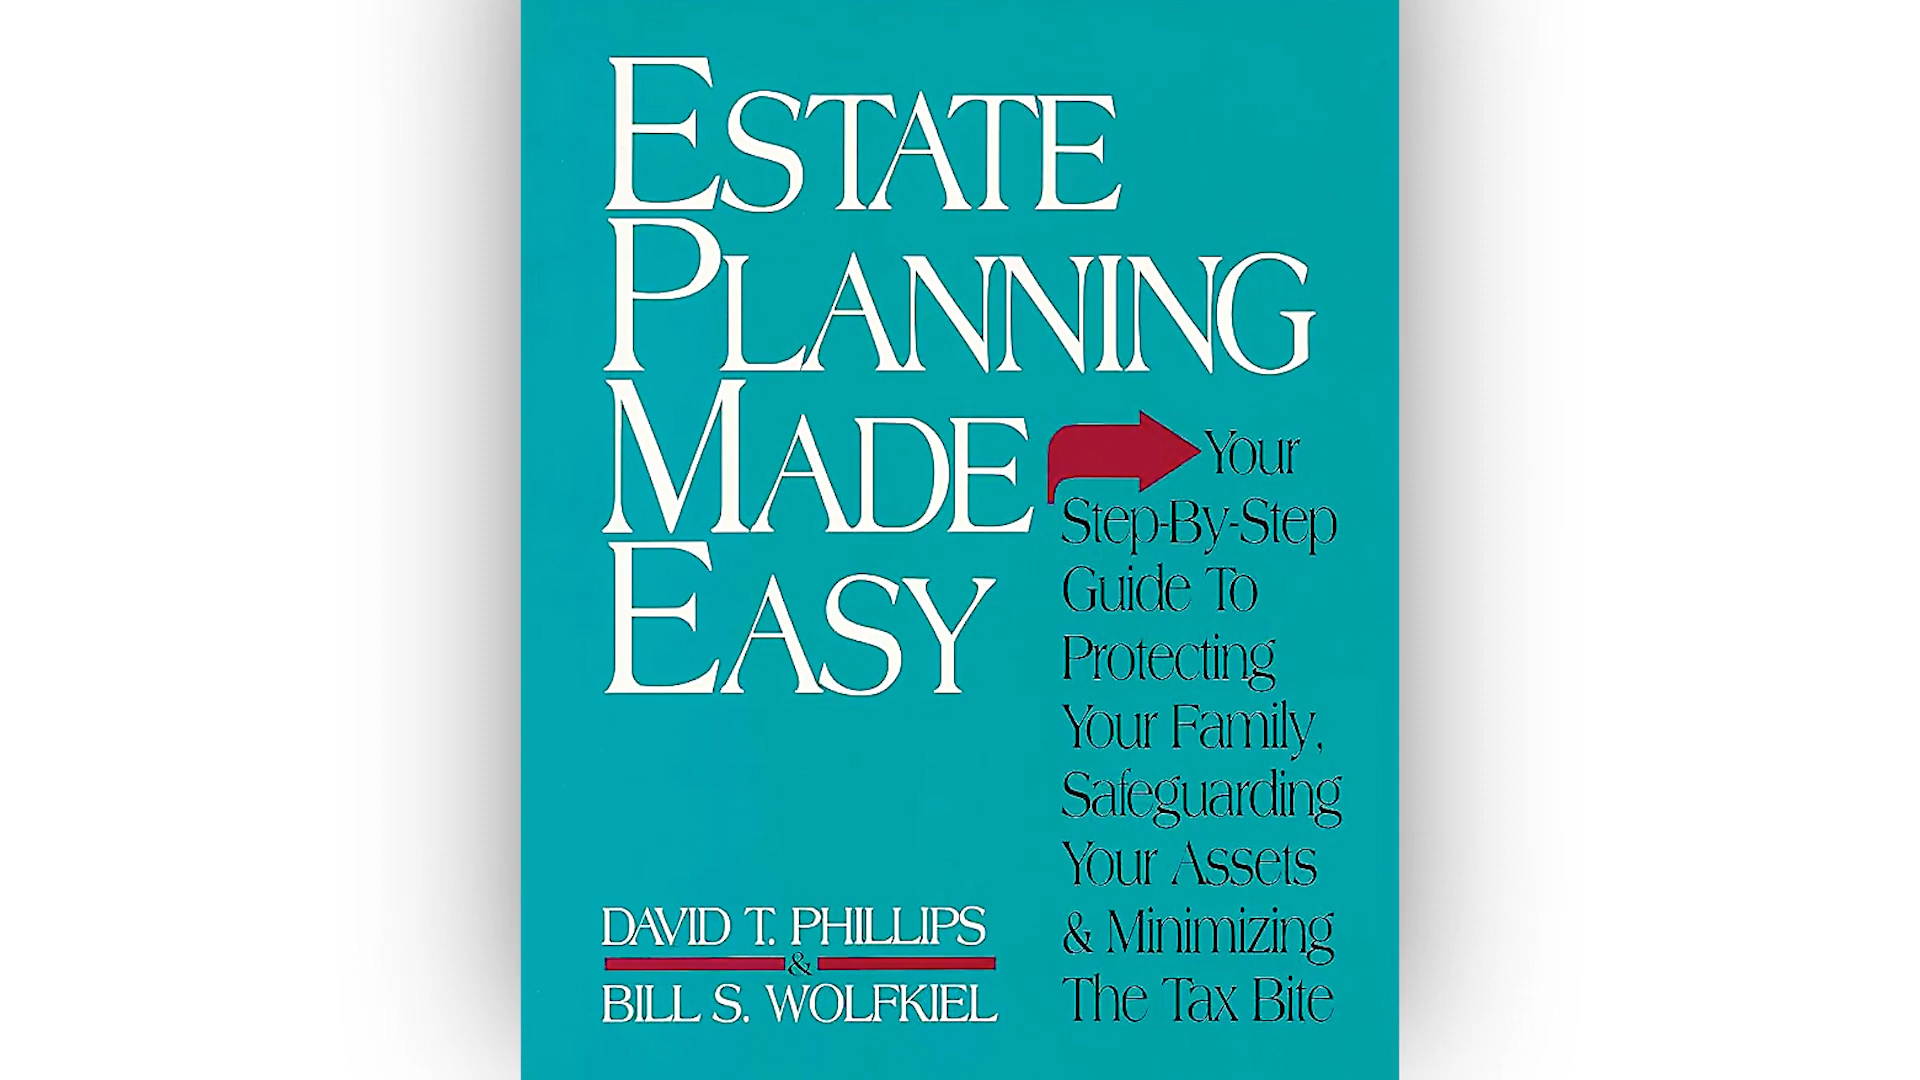 ESTATE
PLANNING
MADE
EASY
Your
Step-By-Step
Guide To
Protecting
Your Family,
Safeguarding
Your Assets
& Minimizing
The Tax Bite
DAVID T. PHILLIPS
&
BILL S. WOLFKIEL